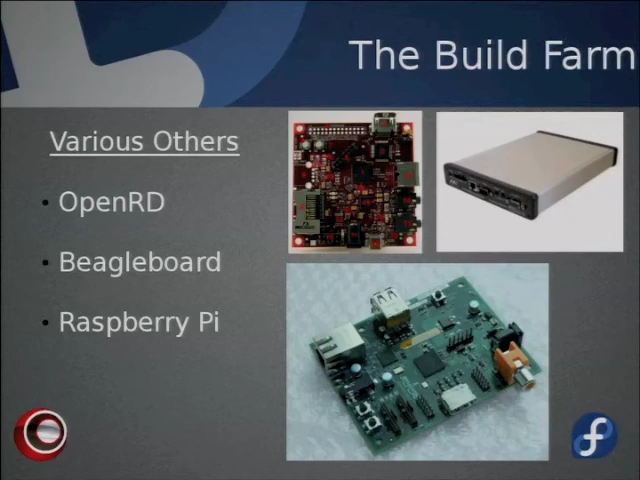 The Build Farm
Various Others
OpenRD
Beagleboard
Raspberry Pi